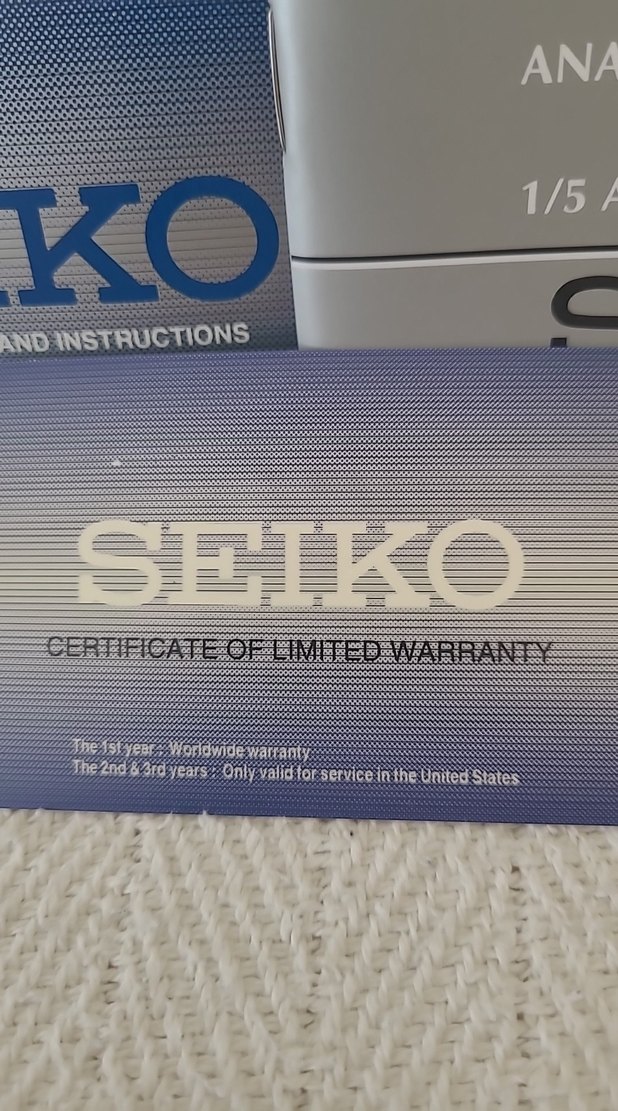 ANA
1/5 A
IKO
AND INSTRUCTIONS
S
SEIKO
CERTIFICATE OF LIMITED WARRANTY
The 1st year : Worldwide warranty
The 2nd & 3rd years : Only valid for service in the United States